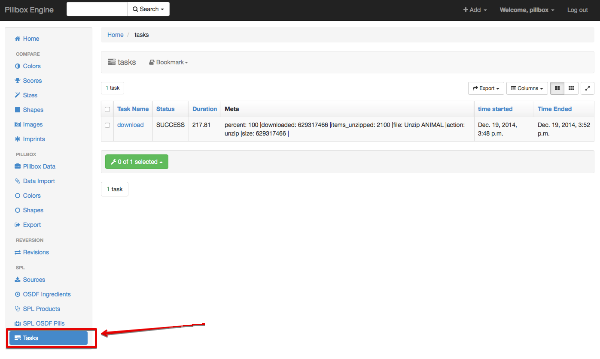 Pillbox Engine
Search
Add
Welcome, pillbox
Log out
Home
COMPARE
Colors
Scores
Sizes
Shapes
Images
Imprints
PILLBOX
Pillbox Data
Data Import
Colors
Shapes
Export
REVERSION
Revisions
SPL
Sources
OSDF Ingredients
SPL Products
SPL OSDF Pills
Tasks
Home / tasks
tasks
Bookmark
1 task
Export
Columns
Task Name Status Duration Meta time started Time Ended
download SUCCESS 217.81 percent: 100 |downloaded: 629317466 |items_unzipped: 2100 |file: Unzip ANIMAL |action: Dec. 19, 2014, Dec. 19, 2014, 3:52
unzip |size: 629317466 | 3:48 p.m. p.m.
0 of 1 selected
1 task